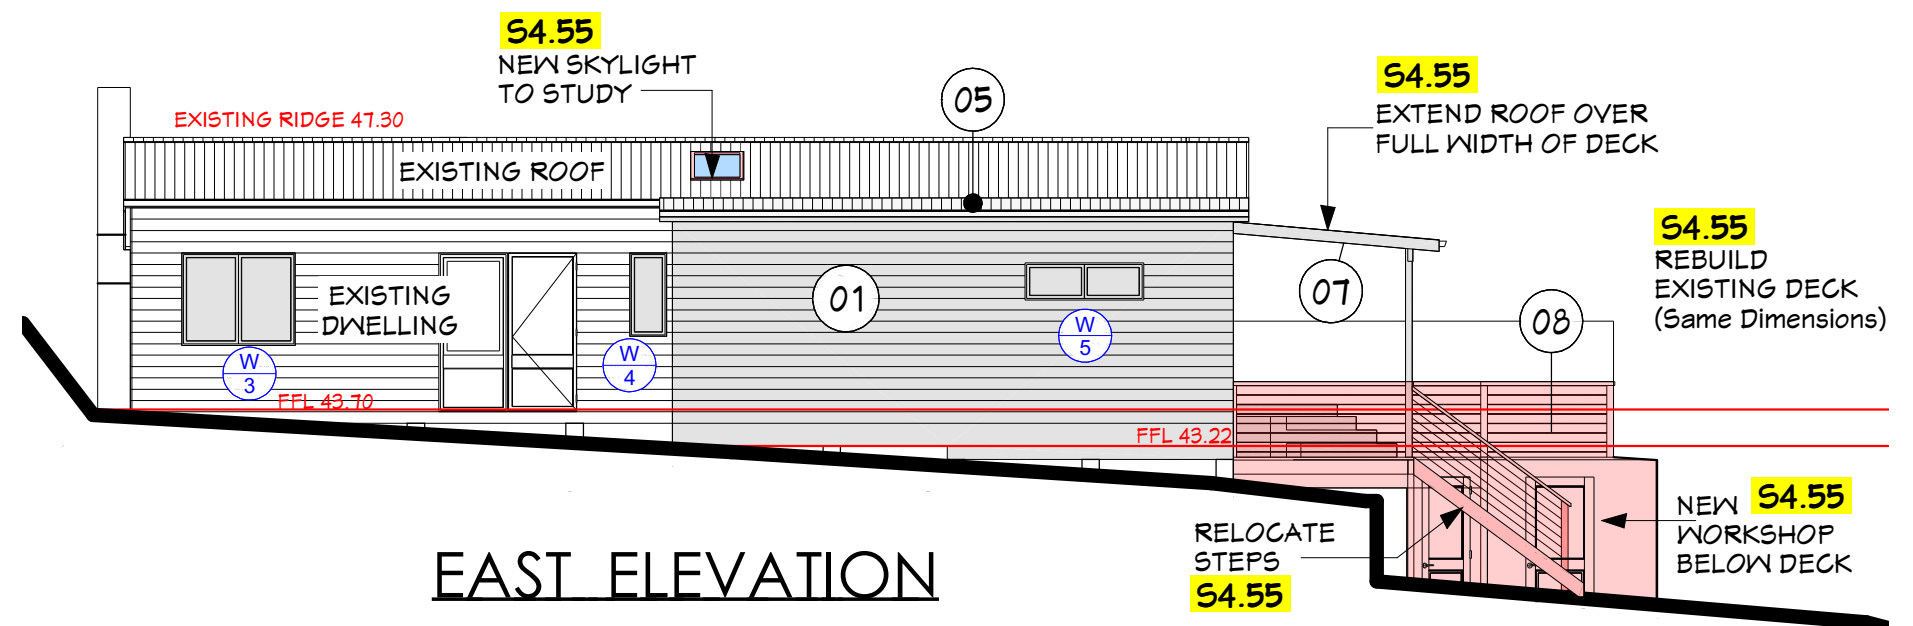 S4.55
NEW SKYLIGHT
TO STUDY
EXISTING RIDGE 47.30
05
S4.55
EXTEND ROOF OVER
FULL WIDTH OF DECK
EXISTING ROOF
S4.55
REBUILD
EXISTING DECK
(Same Dimensions)
EXISTING
DWELLING
01
07
08
W
3
W
4
W
5
FFL 43.70
FFL 43.22
RELOCATE
STEPS
S4.55
NEW S4.55
WORKSHOP
BELOW DECK
EAST ELEVATION